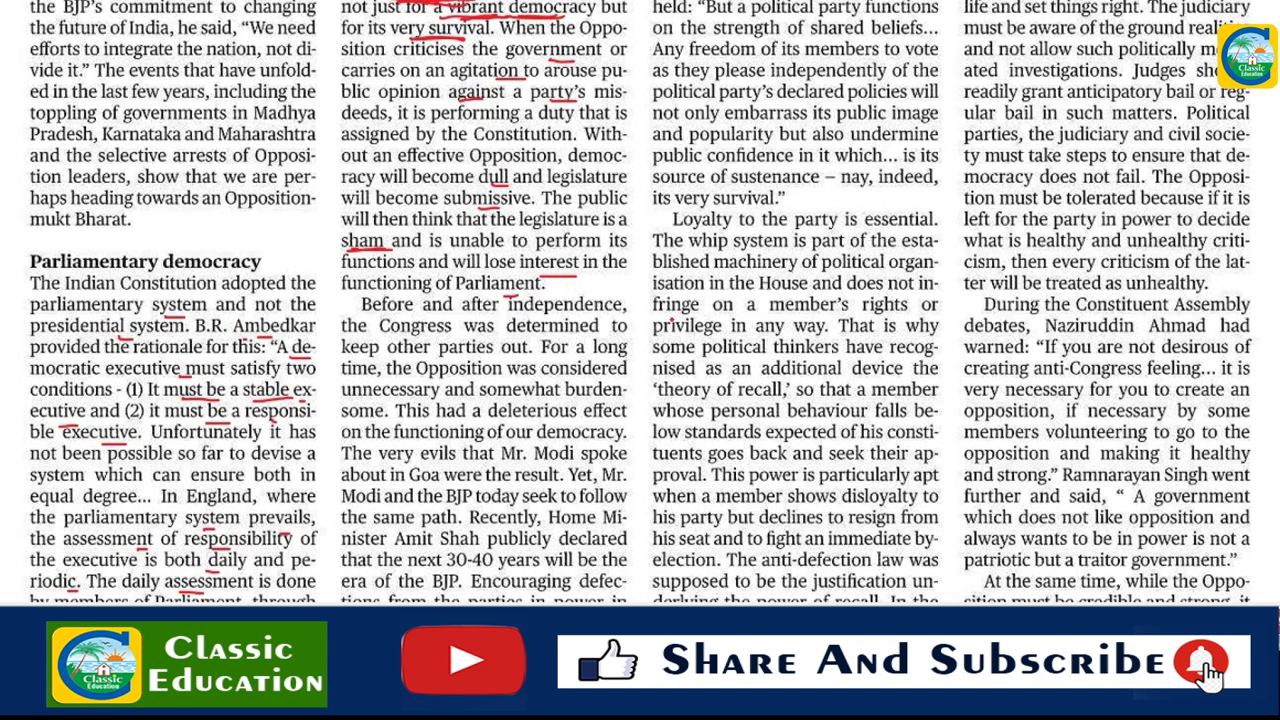 the BJP's commitment to changing
the future of India, he said, "We need
efforts to integrate the nation, not di-
vide it." The events that have unfold-
ed in the last few years, including the
toppling of governments in Madhya
Pradesh, Karnataka and Maharashtra
and the selective arrests of Opposi-
tion leaders, show that we are per-
haps heading towards an Opposition-
mukt Bharat.
Parliamentary democracy
The Indian Constitution adopted the
parliamentary system and not the
presidential system. B.R. Ambedkar
provided the rationale for this: "A de-
mocratic executive must satisfy two
conditions - (1) It must be a stable ex-
ecutive and (2) it must be a responsi-
ble executive. Unfortunately it has
not been possible so far to devise a
system which can ensure both in
equal degree... In England, where
the parliamentary system prevails,
the assessment of responsibility of
the executive is both daily and pe-
riodic. The daily assessment is done
by members of Parliament, through
not just for a vibrant democracy but
for its very survival. When the Oppo-
sition criticises the government or
carries on an agitation to rouse pu-
blic opinion against a party's mis-
deeds, it is performing a duty that is
assigned by the Constitution. With-
out an effective Opposition, democ-
racy will become dull and legislature
will become submissive. The public
will then think that the legislature is a
sham and is unable to perform its
functions and will lose interest in the
functioning of Parliament.
Before and after independence,
the Congress was determined to
keep other parties out. For a long
time, the Opposition was considered
unnecessary and somewhat burden-
some. This had a deleterious effect
on the functioning of our democracy.
The very evils that Mr. Modi spoke
about in Goa were the result. Yet, Mr.
Modi and the BJP today seek to follow
the same path. Recently, Home Mi-
nister Amit Shah publicly declared
that the next 30-40 years will be the
era of the BJP. Encouraging defec-
tions from the parties in power in
held: "But a political party functions
on the strength of shared beliefs...
Any freedom of its members to vote
as they please independently of the
political party's declared policies will
not only embarrass its public image
and popularity but also undermine
public confidence in it which... is its
source of sustenance – nay, indeed,
its very survival."
Loyalty to the party is essential.
The whip system is part of the esta-
blished machinery of political organ-
isation in the House and does not in-
fringe on a member's rights or
privilege in any way. That is why
some political thinkers have recog-
nised as an additional device the
'theory of recall,' so that a member
whose personal behaviour falls be-
low standards expected of his consti-
tuents goes back and seek their ap-
proval. This power is particularly apt
when a member shows disloyalty to
his party but declines to resign from
his seat and to fight an immediate by-
election. The anti-defection law was
supposed to be the justification un-
derlying the power of recall. In the
life and set things right. The judiciary
must be aware of the ground realities
and not allow such politically
ed investigations. Judges
readily grant anticipatory bail or reg-
ular bail in such matters. Political
parties, the judiciary and civil socie-
ty must take steps to ensure that de-
mocracy does not fail. The Opposi-
tion must be tolerated because if it is
left for the party in power to decide
what is healthy and unhealthy criti-
cism, then every criticism of the lat-
ter will be treated as unhealthy.
During the Constituent Assembly
debates, Naziruddin Ahmad had
warned: "If you are not desirous of
creating anti-Congress feeling... it is
very necessary for you to create an
opposition, if necessary by some
members volunteering to go to the
opposition and making it healthy
and strong." Ramnarayan Singh went
further and said, " A government
which does not like opposition and
always wants to be in power is not a
patriotic but a traitor government."
At the same time, while the Oppo-
sition must be credible and strong, it
Classic
Education
Classic
Education
Classic
Education
Share And Subscribe